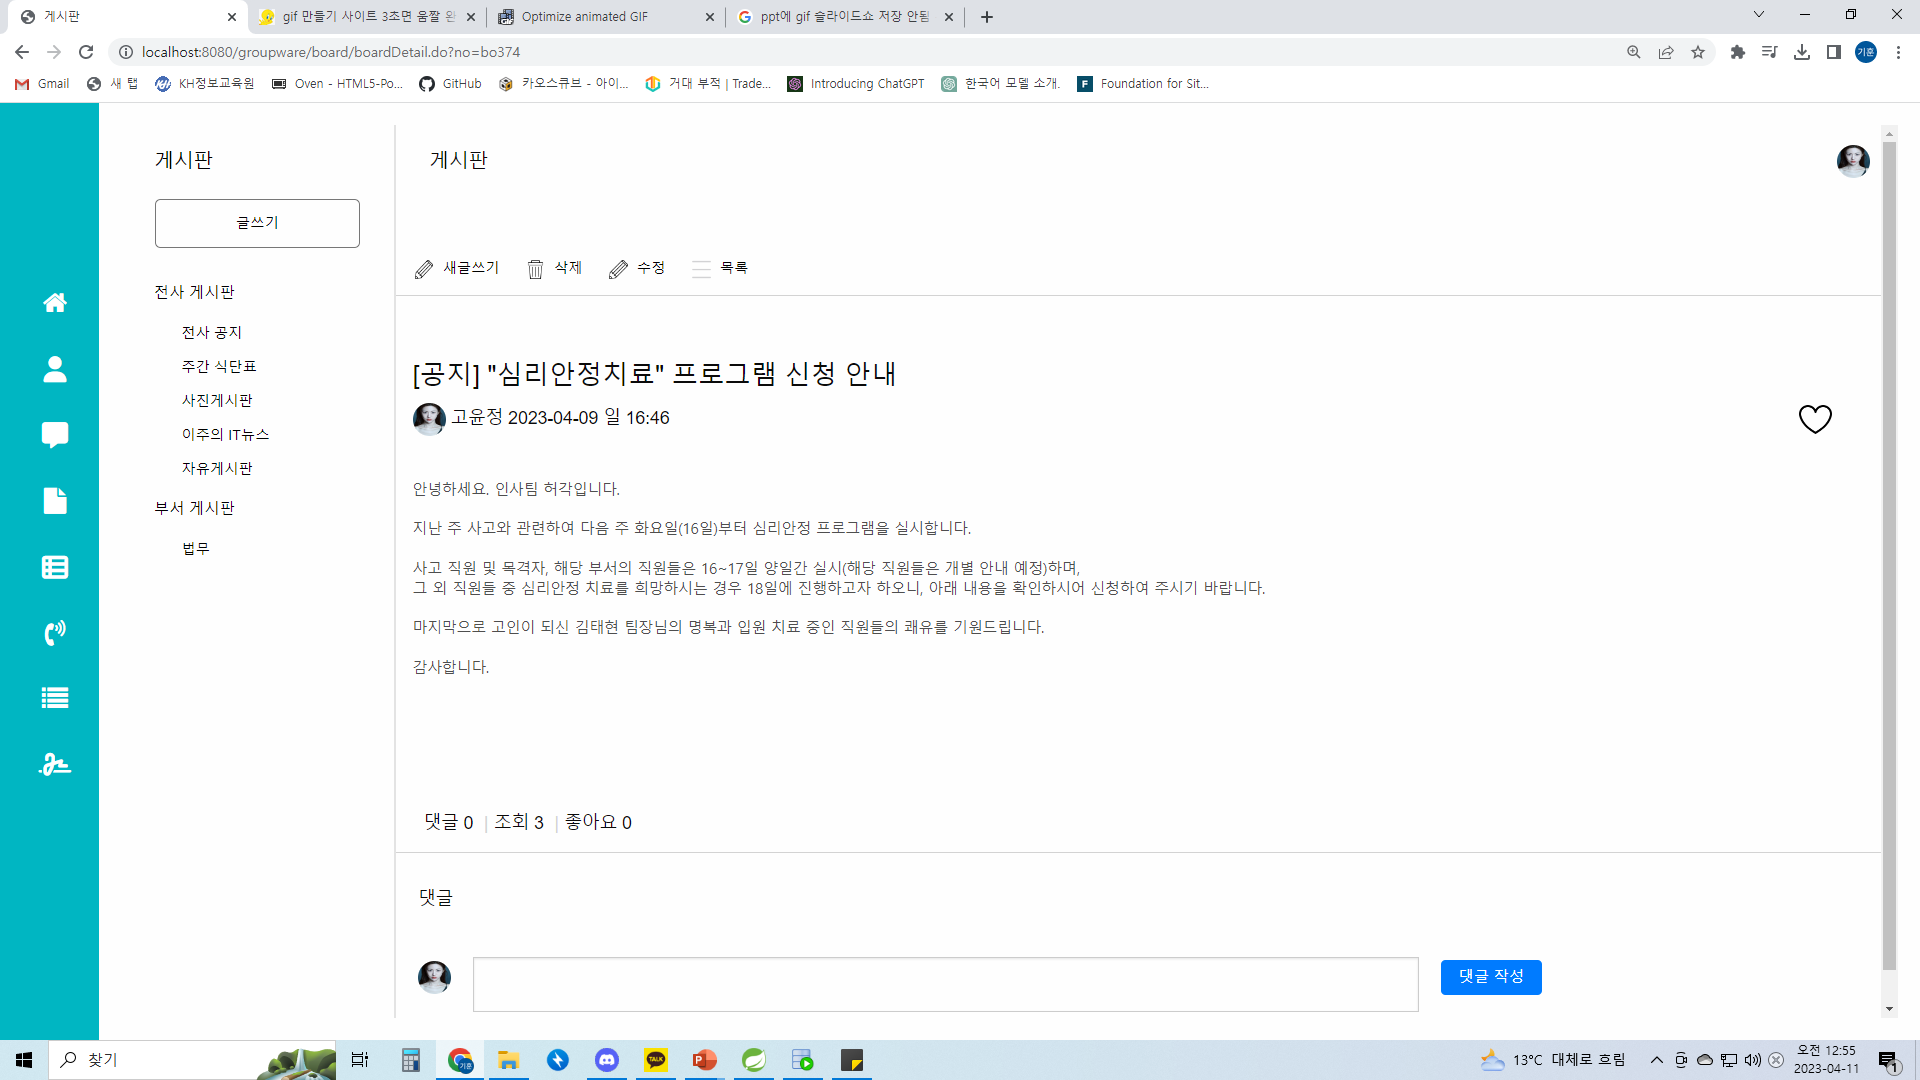 게시판
gif 만들기 사이트 3초면 움짤 완
Optimize animated GIF
ppt에 gif 슬라이드쇼 저장 안됨
localhost:8080/groupware/board/boardDetail.do?no=bo374
기훈
Gmail
새 탭
KH정보교육원
Oven - HTML5-Po...
GitHub
카오스큐브 - 아이...
거대 부적 | Trade...
Introducing ChatGPT
한국어 모델 소개.
Foundation for Sit...
게시판
글쓰기
전사 게시판
전사 공지
주간 식단표
사진게시판
이주의 IT뉴스
자유게시판
부서 게시판
법무
게시판
새글쓰기 삭제 수정 목록
[공지] "심리안정치료" 프로그램 신청 안내
고윤정 2023-04-09 일 16:46
안녕하세요. 인사팀 허각입니다.
지난 주 사고와 관련하여 다음 주 화요일(16일)부터 심리안정 프로그램을 실시합니다.
사고 직원 및 목격자, 해당 부서의 직원들은 16~17일 양일간 실시(해당 직원들은 개별 안내 예정)하며,
그 외 직원들 중 심리안정 치료를 희망하시는 경우 18일에 진행하고자 하오니, 아래 내용을 확인하시어 신청하여 주시기 바랍니다.
마지막으로 고인이 되신 김태현 팀장님의 명복과 입원 치료 중인 직원들의 쾌유를 기원드립니다.
감사합니다.
댓글 0 | 조회 3 | 좋아요 0
댓글
댓글 작성
찾기
기훈
TALK
13°C 대체로 흐림
오전 12:55
2023-04-11
1